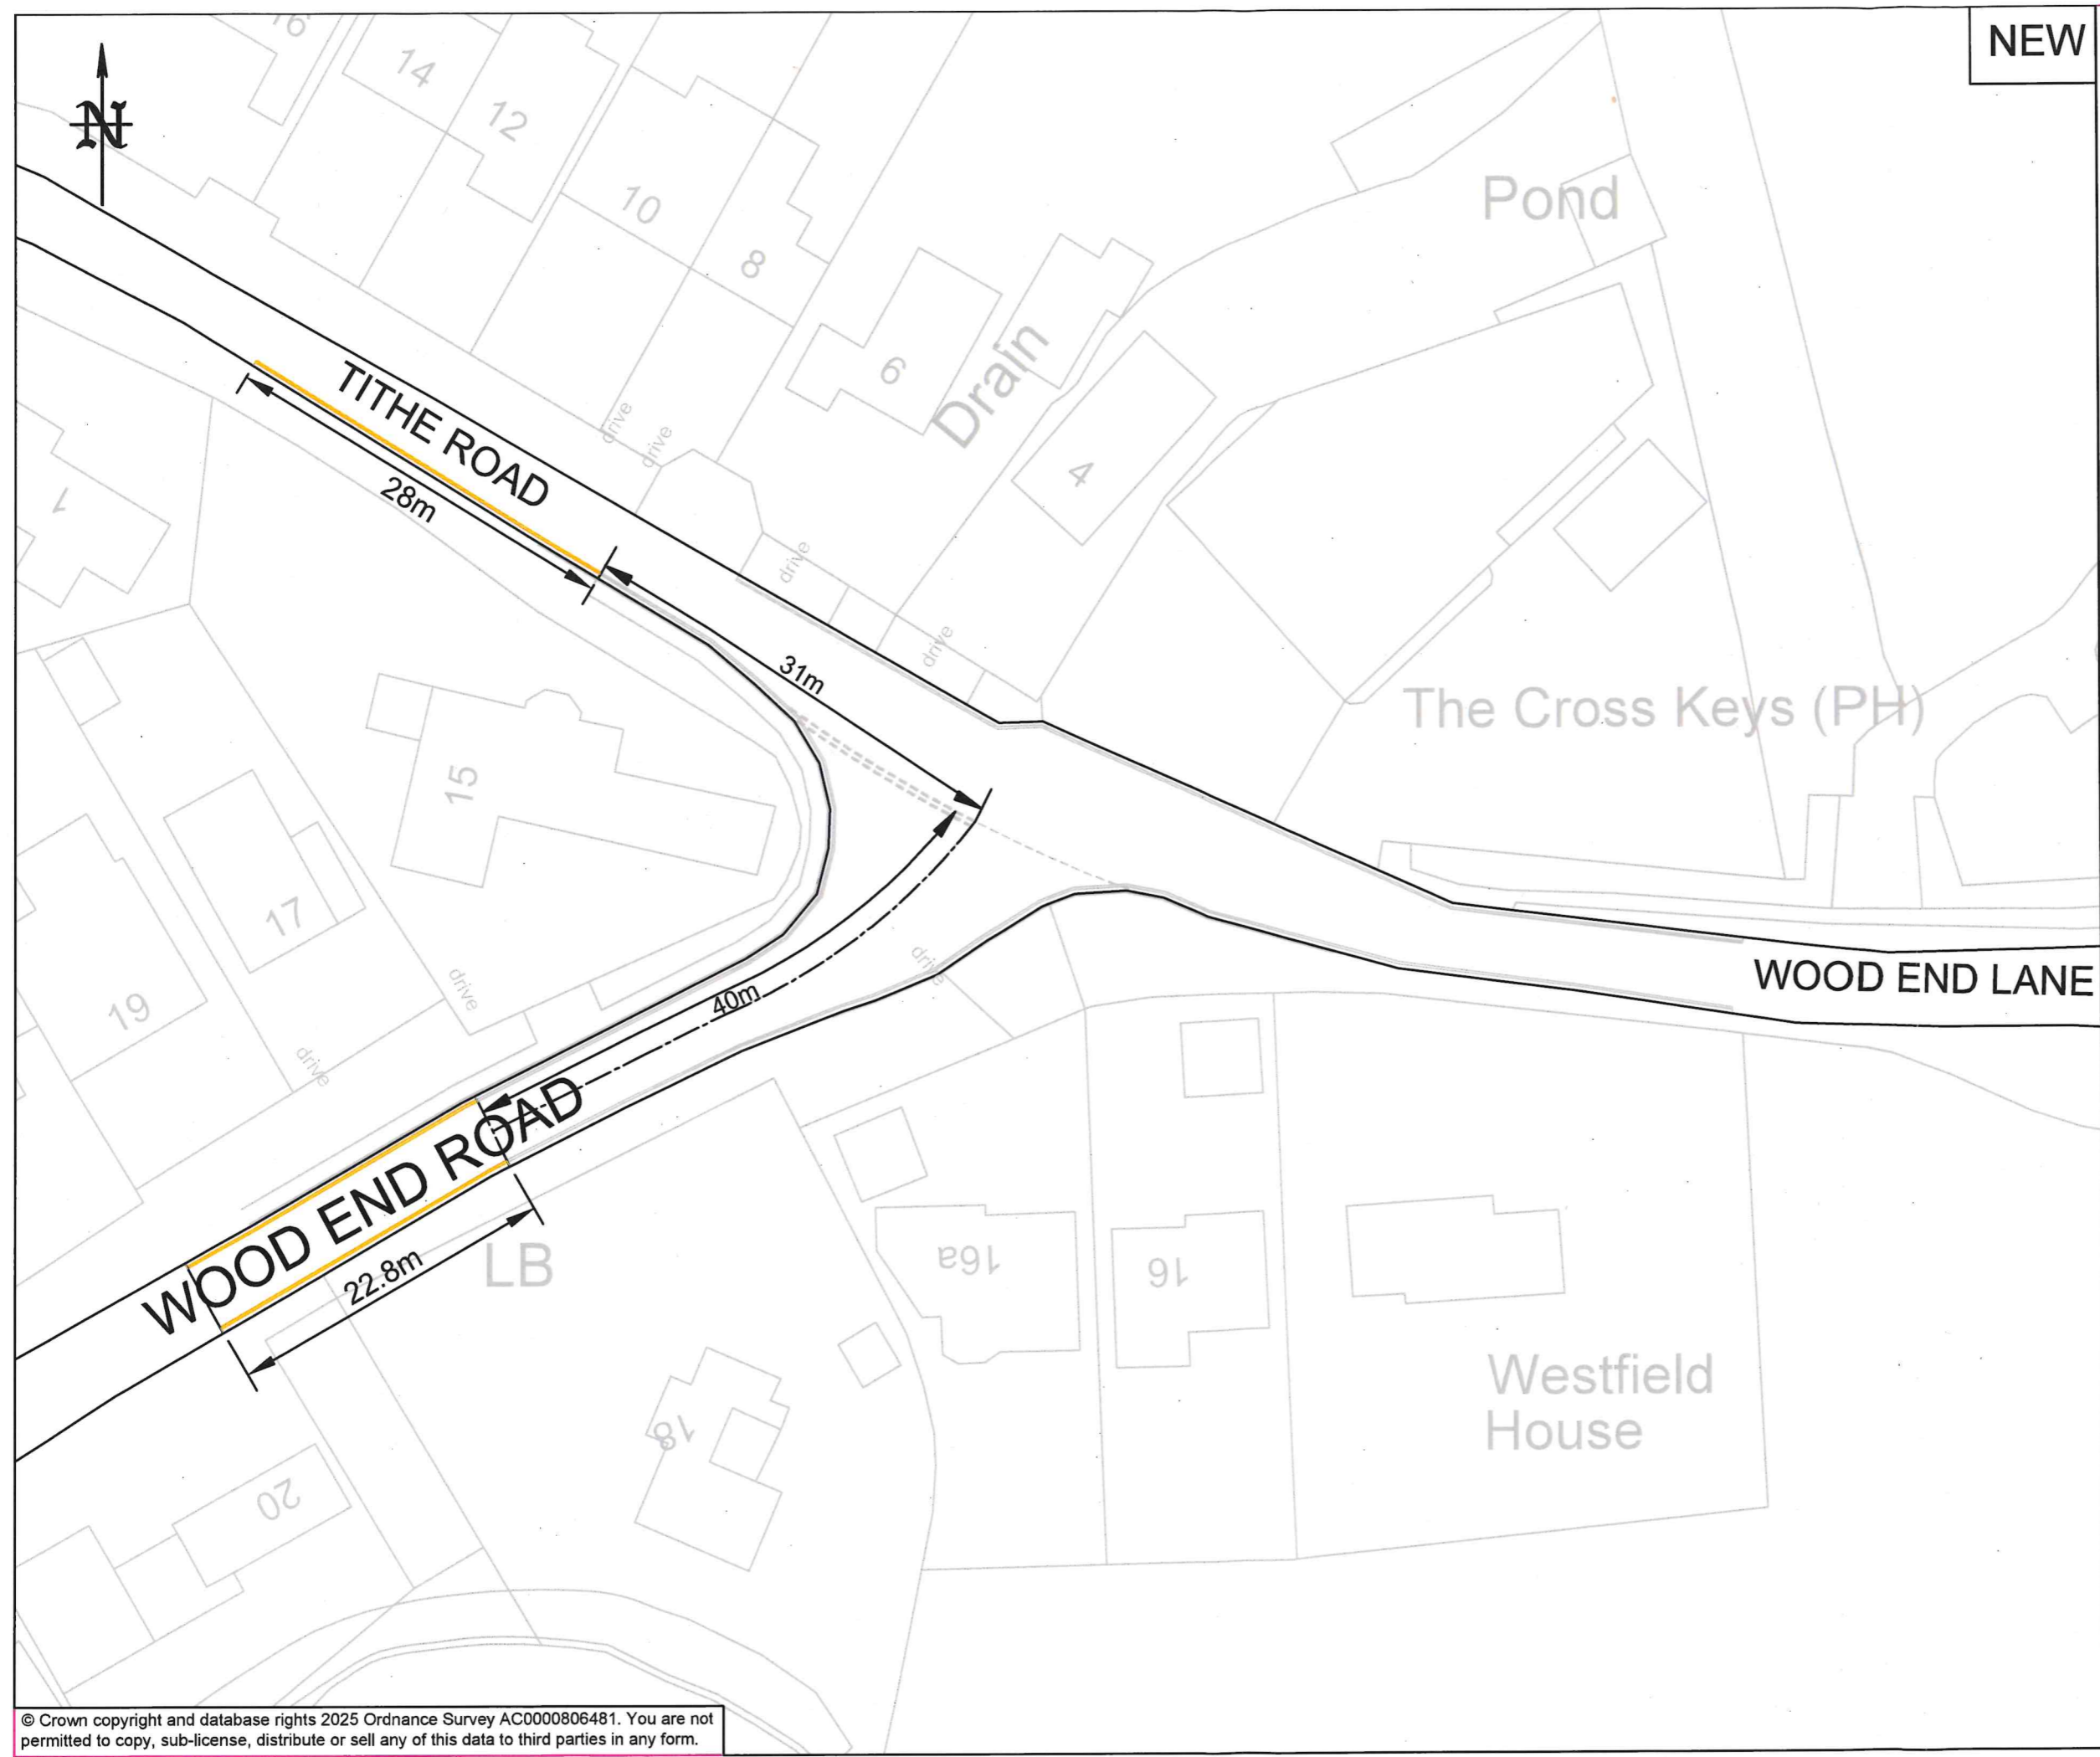 NEW
N
16
14
12
10
8
6
4
Pond
Drain
TITHE ROAD
28m
drive
drive
drive
drive
31m
1
15
17
19
The Cross Keys (PH)
WOOD END LANE
drive
drive
drive
40m
WOOD END ROAD
22.8m
LB
16a
16
18
20
Westfield
House
© Crown copyright and database rights 2025 Ordnance Survey AC0000806481. You are not
permitted to copy, sub-license, distribute or sell any of this data to third parties in any form.